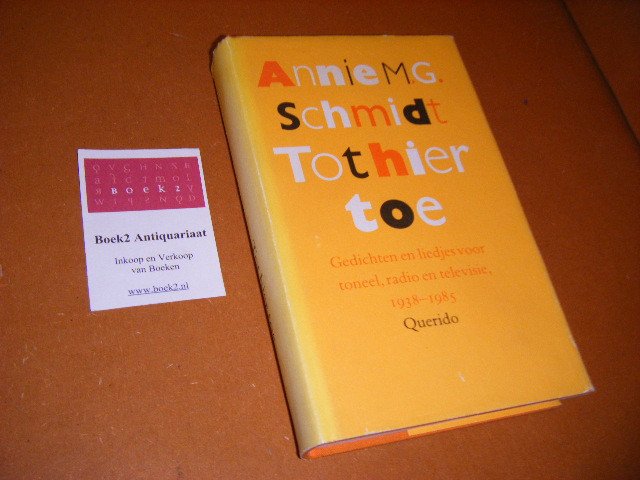 Annie M.G.
Schmidt
Tot hier
toe
Gedichten en liedjes voor
toneel, radio en televisie,
1938–1985
Querido
BOEK2
Boek2 Antiquariaat
Inkoop en Verkoop
van Boeken
www.boek2.nl